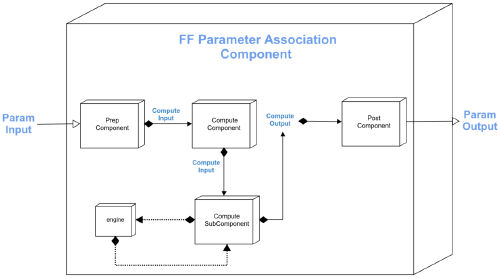 FF Parameter Association
Component
Param
Input
Prep
Component
Compute
Input
Compute
Component
Compute
Output
Post
Component
Param
Output
Compute
Input
engine
Compute
SubComponent